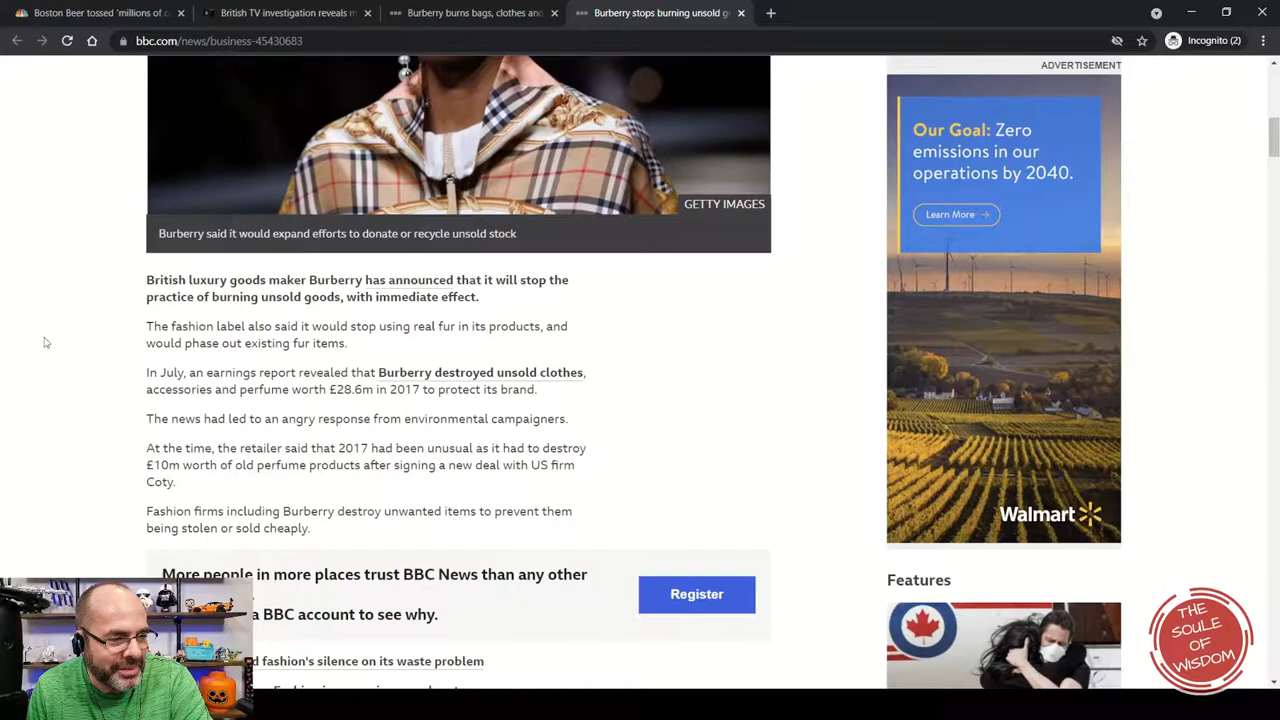 Boston Beer tossed 'millions of c
British TV investigation reveals m
Burberry burns bags, clothes and
Burberry stops burning unsold g
bbc.com/news/business-45430683
Incognito (2)
GETTY IMAGES
Burberry said it would expand efforts to donate or recycle unsold stock
British luxury goods maker Burberry has announced that it will stop the
practice of burning unsold goods, with immediate effect.
The fashion label also said it would stop using real fur in its products, and
would phase out existing fur items.
In July, an earnings report revealed that Burberry destroyed unsold clothes,
accessories and perfume worth £28.6m in 2017 to protect its brand.
The news had led to an angry response from environmental campaigners.
At the time, the retailer said that 2017 had been unusual as it had to destroy
£10m worth of old perfume products after signing a new deal with US firm
Coty.
Fashion firms including Burberry destroy unwanted items to prevent them
being stolen or sold cheaply.
More people in more places trust BBC News than any other
a BBC account to see why.
Register
d fashion's silence on its waste problem
ADVERTISEMENT
Our Goal: Zero
emissions in our
operations by 2040.
Learn More →
Walmart
Features
THE
SOULE
OF
WISDOM